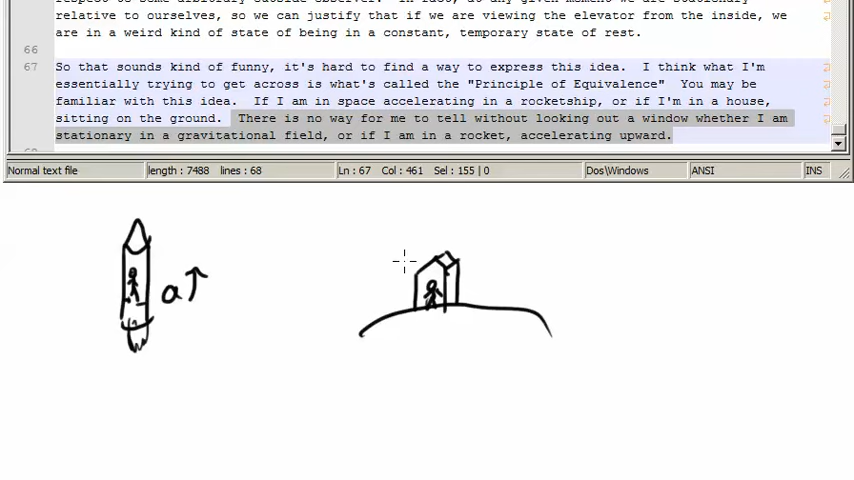 relative to ourselves, so we can justify that if we are viewing the elevator from the inside, we
are in a weird kind of state of being in a constant, temporary state of rest.
66
67 So that sounds kind of funny, it's hard to find a way to express this idea.  I think what I'm
essentially trying to get across is what's called the "Principle of Equivalence"  You may be
familiar with this idea.  If I am in space accelerating in a rocketship, or if I'm in a house,
sitting on the ground.  There is no way for me to tell without looking out a window whether I am
stationary in a gravitational field, or if I am in a rocket, accelerating upward.
Normal text file length : 7488 lines : 68 Ln : 67 Col : 461 Sel : 155 | 0 Dos\Windows ANSI INS
a↑